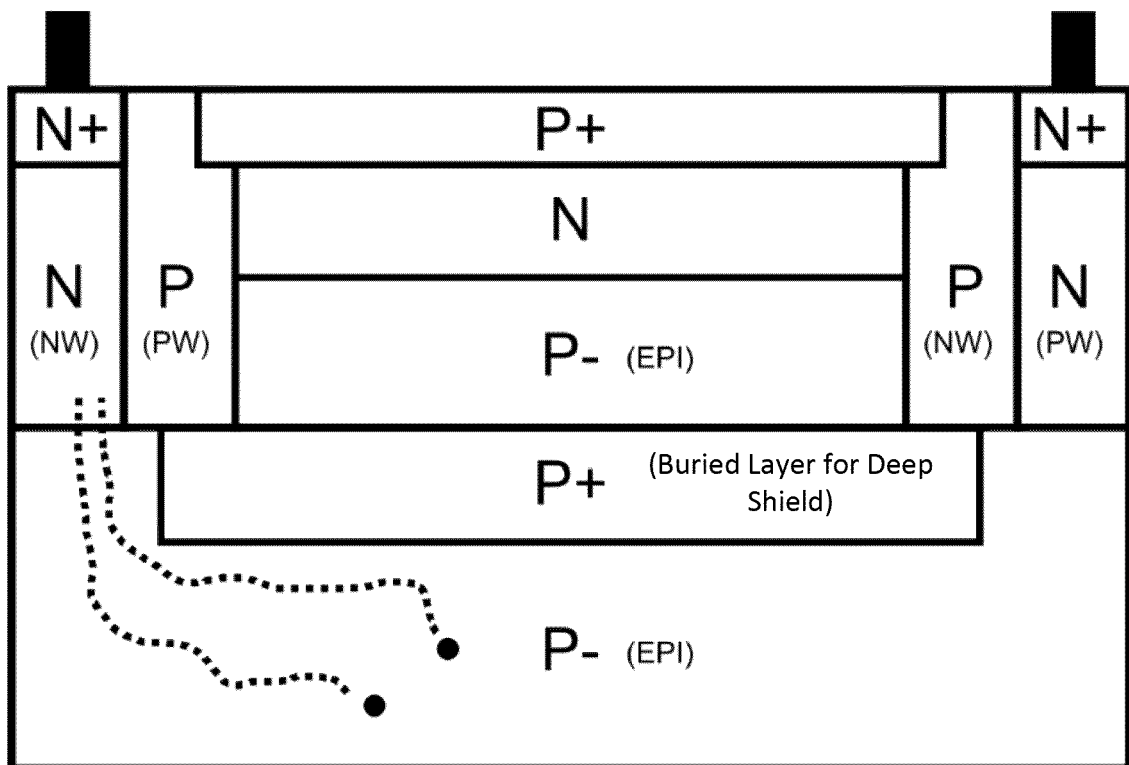 N+ P+ N+
N
N P P N
(NW) (PW) (NW) (PW)
P- (EPI)
P+ (Buried Layer for Deep
Shield)
P- (EPI)